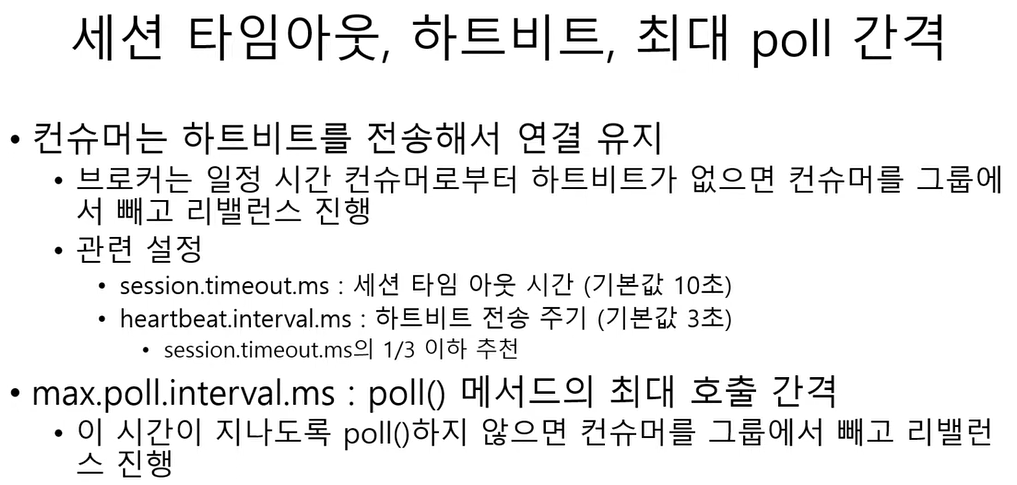 세션 타임아웃, 하트비트, 최대 poll 간격
• 컨슈머는 하트비트를 전송해서 연결 유지
• 브로커는 일정 시간 컨슈머로부터 하트비트가 없으면 컨슈머를 그룹에
서 빼고 리밸런스 진행
• 관련 설정
• session.timeout.ms : 세션 타임 아웃 시간 (기본값 10초)
• heartbeat.interval.ms : 하트비트 전송 주기 (기본값 3초)
• session.timeout.ms의 1/3 이하 추천
• max.poll.interval.ms : poll() 메서드의 최대 호출 간격
• 이 시간이 지나도록 poll()하지 않으면 컨슈머를 그룹에서 빼고 리밸런
스 진행